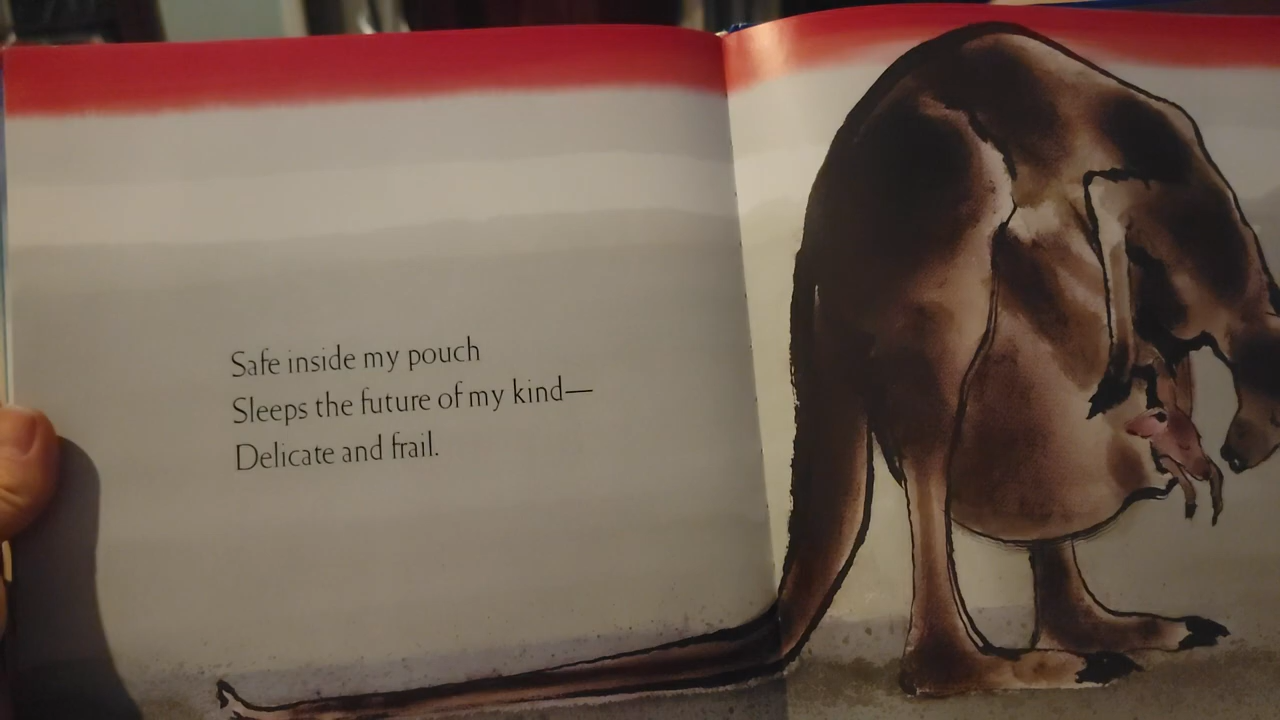 Safe inside my pouch
Sleeps the future of my kind—
Delicate and frail.